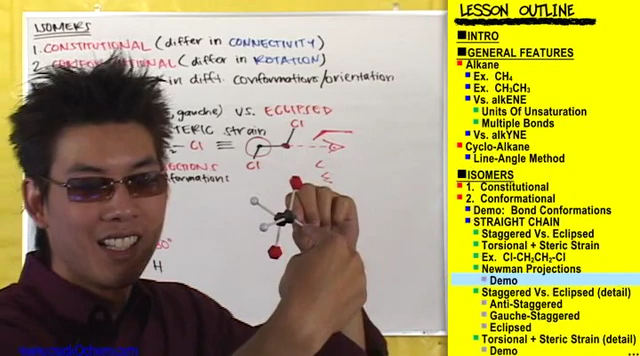 ISOMERS
1. CONSTITUTIONAL (differ in CONNECTIVITY)
2. (differ in ROTATION)
in diff. conformations/orientation
gauche) VS. ECLIPSED
STERIC strain
Cl
Cl ≡
Cl
H
LESSON OUTLINE
INTRO
GENERAL FEATURES
Alkane
Ex. CH4
Ex. CH3CH3
Vs. alkENE
Units Of Unsaturation
Multiple Bonds
Vs. alkYNE
Cyclo-Alkane
Line-Angle Method
ISOMERS
1. Constitutional
2. Conformational
Demo: Bond Conformations
STRAIGHT CHAIN
Staggered Vs. Eclipsed
Torsional + Steric Strain
Ex. Cl-CH2CH2-Cl
Newman Projections
Demo
Staggered Vs. Eclipsed (detail)
Anti-Staggered
Gauche-Staggered
Eclipsed
Torsional + Steric Strain (detail)
Demo